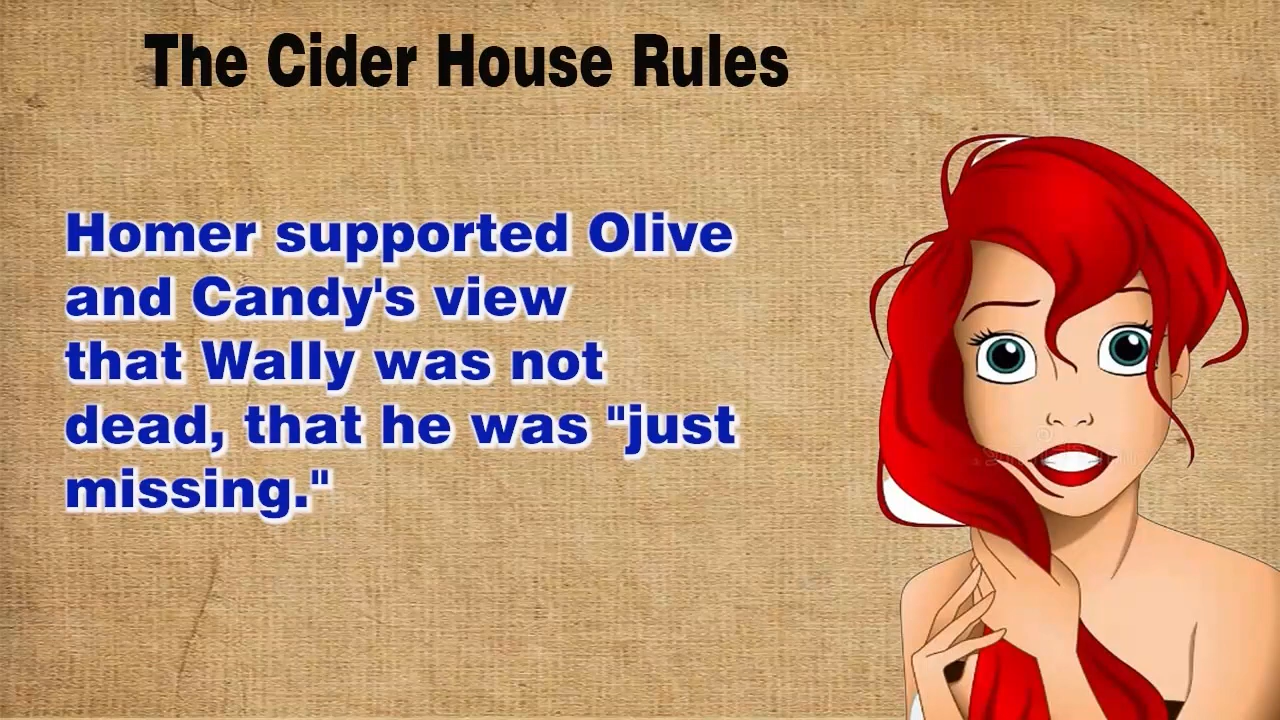 The Cider House Rules
Homer supported Olive
and Candy's view
that Wally was not
dead, that he was "just
missing."